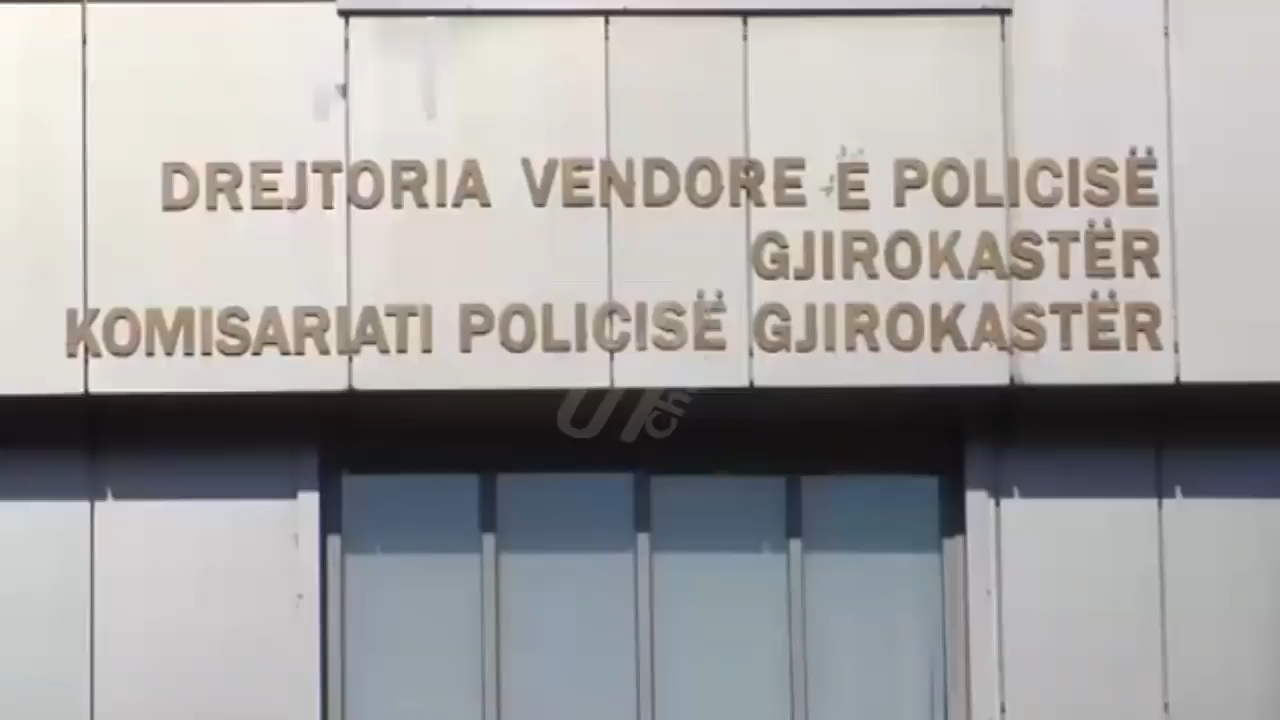 DREJTORIA VENDORE Ë POLICISË
GJIROKASTËR
KOMISARIATI POLICISË GJIROKASTËR